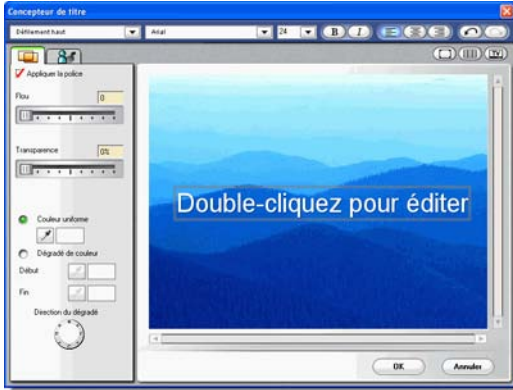 Concepteur de titre
Défilement haut Arial 24 B I
TV
Appliquer la police
Flou 0
Transparence 0%
Double-cliquez pour éditer
Couleur uniforme
Dégradé de couleur
Début
Fin
Direction du dégradé
OK Annuler